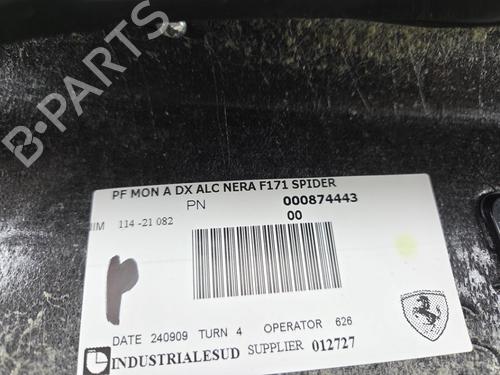 B-PARTS
PF MON A DX ALC NERA F171 SPIDER
PN 000874443
00
114 -21 082
DATE 240909 TURN 4 OPERATOR 626
INDUSTRIALESUD SUPPLIER 012727